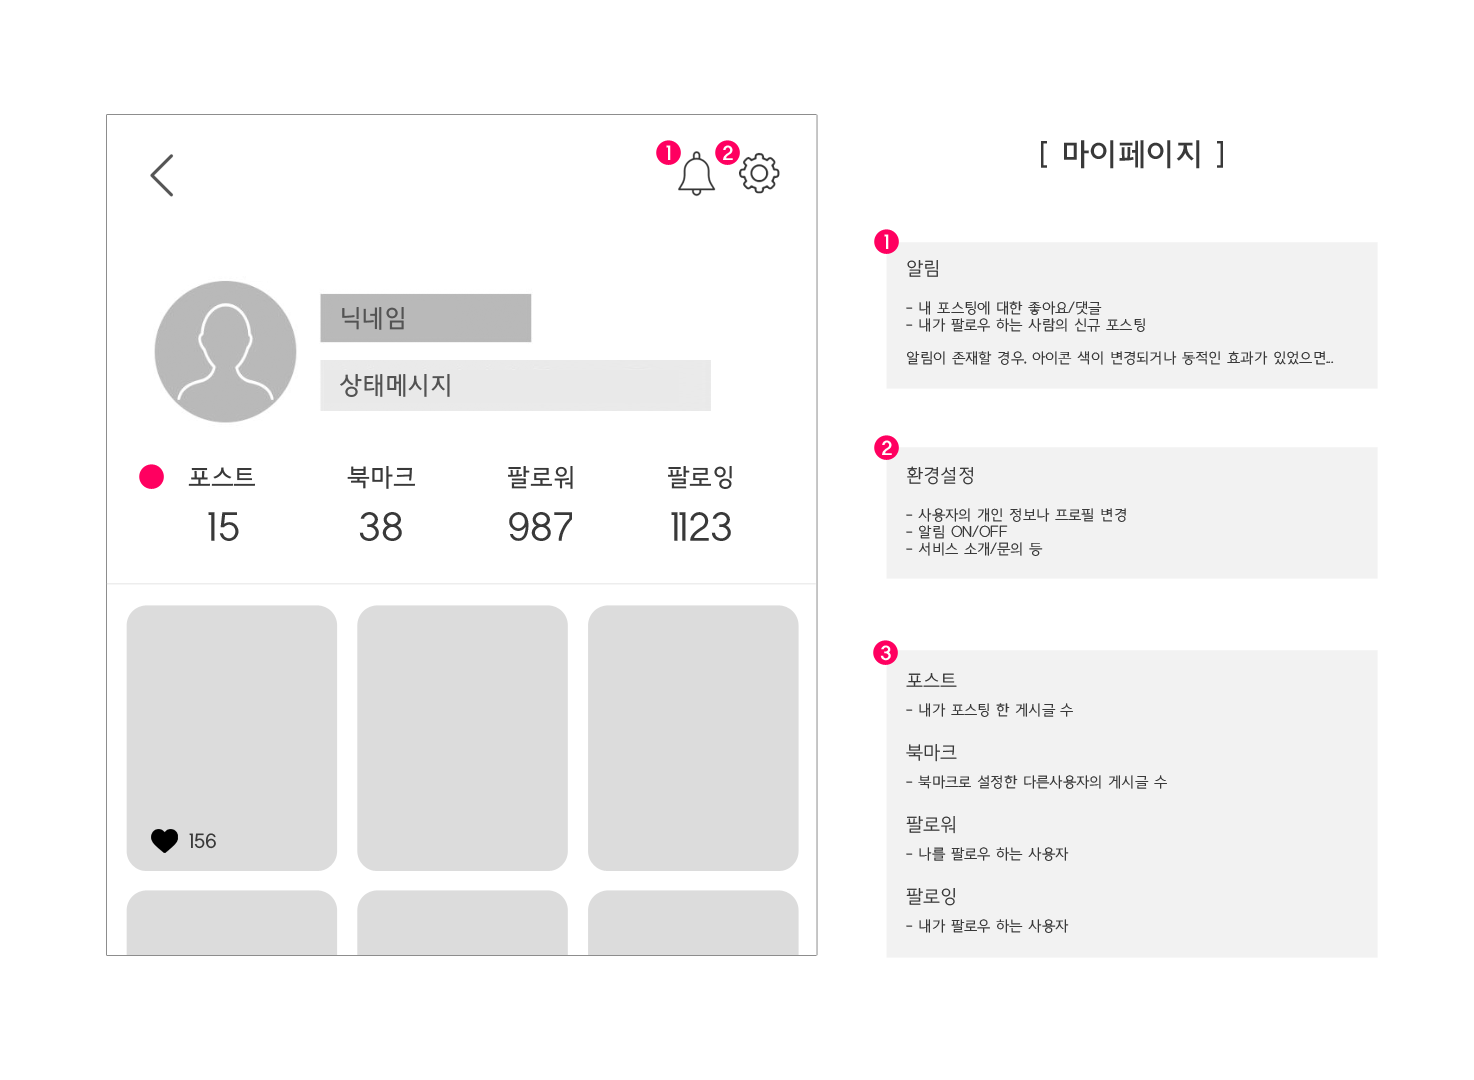 1
2
닉네임
상태메시지
포스트 북마크 팔로워 팔로잉
15 38 987 1123
156
[ 마이페이지 ]
1
알림
- 내 포스팅에 대한 좋아요/댓글
- 내가 팔로우 하는 사람의 신규 포스팅
알림이 존재할 경우, 아이콘 색이 변경되거나 동적인 효과가 있었으면...
2
환경설정
- 사용자의 개인 정보나 프로필 변경
- 알림 ON/OFF
- 서비스 소개/문의 등
3
포스트
- 내가 포스팅 한 게시글 수
북마크
- 북마크로 설정한 다른사용자의 게시글 수
팔로워
- 나를 팔로우 하는 사용자
팔로잉
- 내가 팔로우 하는 사용자